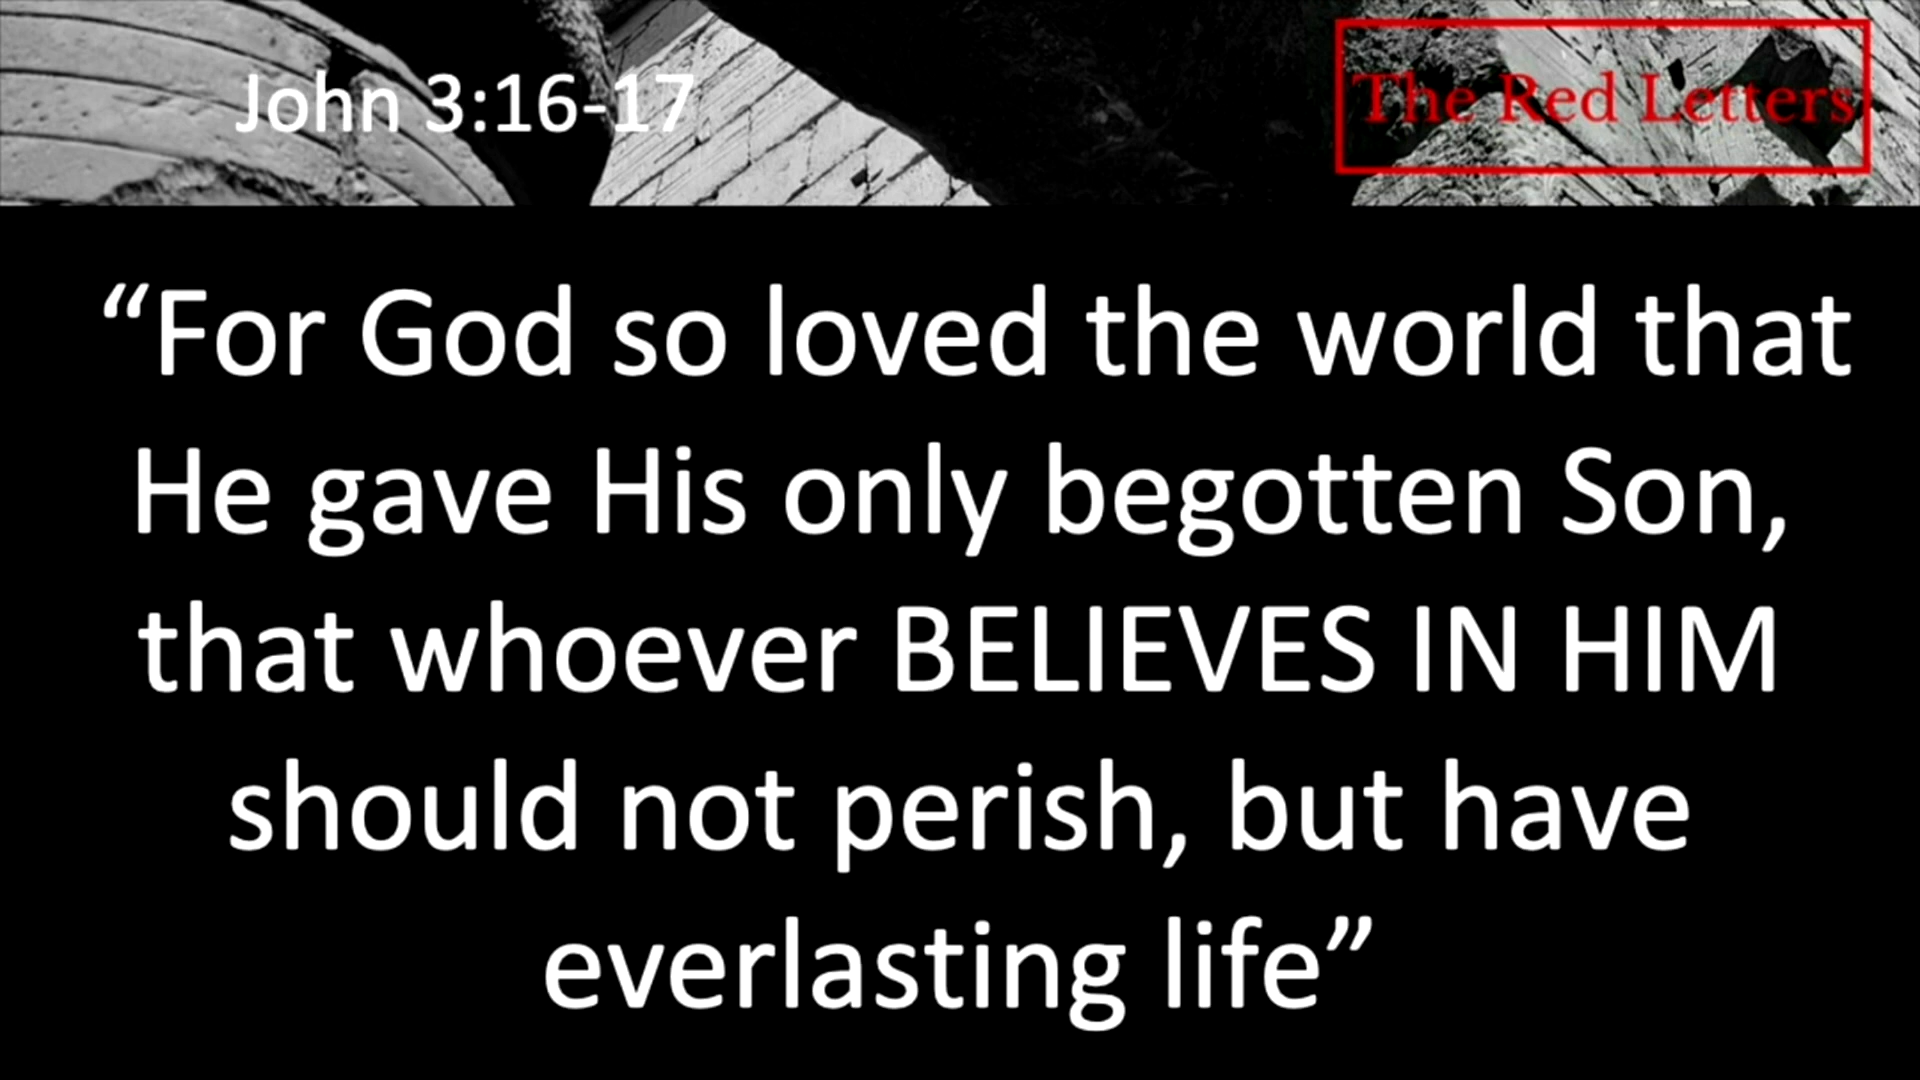 John 3:16-17
The Red Letters
“For God so loved the world that
He gave His only begotten Son,
that whoever BELIEVES IN HIM
should not perish, but have
everlasting life”